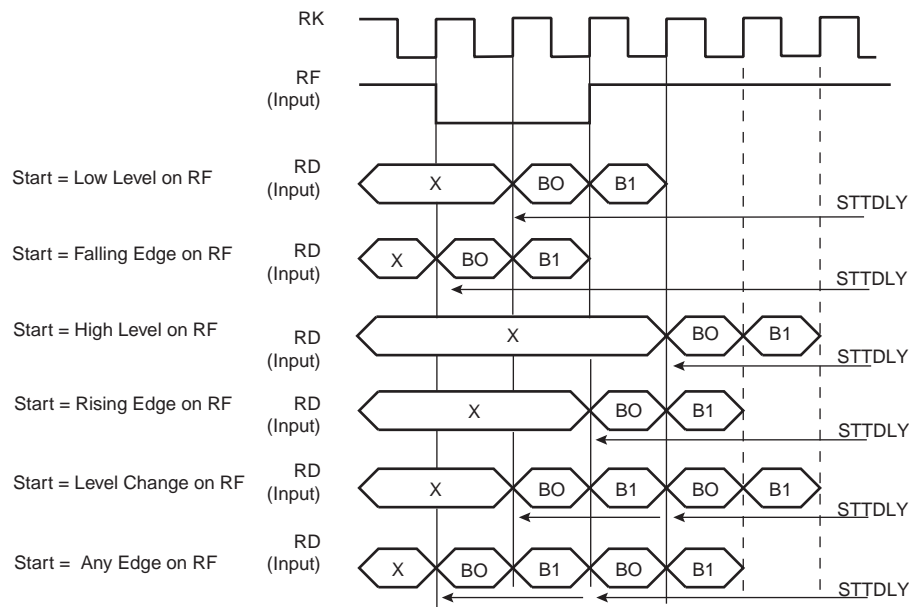 RK
RF
(Input)
Start = Low Level on RF
RD
(Input)
X
BO
B1
STTDLY
Start = Falling Edge on RF
RD
(Input)
X
BO
B1
STTDLY
Start = High Level on RF
RD
(Input)
X
BO
B1
STTDLY
Start = Rising Edge on RF
RD
(Input)
X
BO
B1
STTDLY
Start = Level Change on RF
RD
(Input)
X
BO
B1
BO
B1
STTDLY
Start = Any Edge on RF
RD
(Input)
X
BO
B1
BO
B1
STTDLY